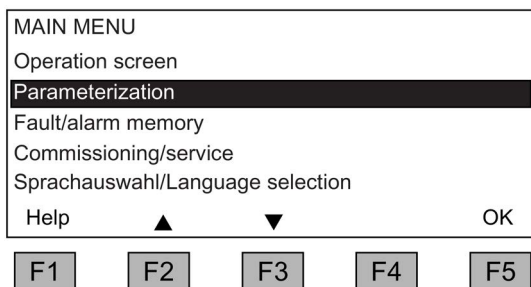 MAIN MENU
Operation screen
Parameterization
Fault/alarm memory
Commissioning/service
Sprachauswahl/Language selection
Help ▲ ▼ OK
F1 F2 F3 F4 F5